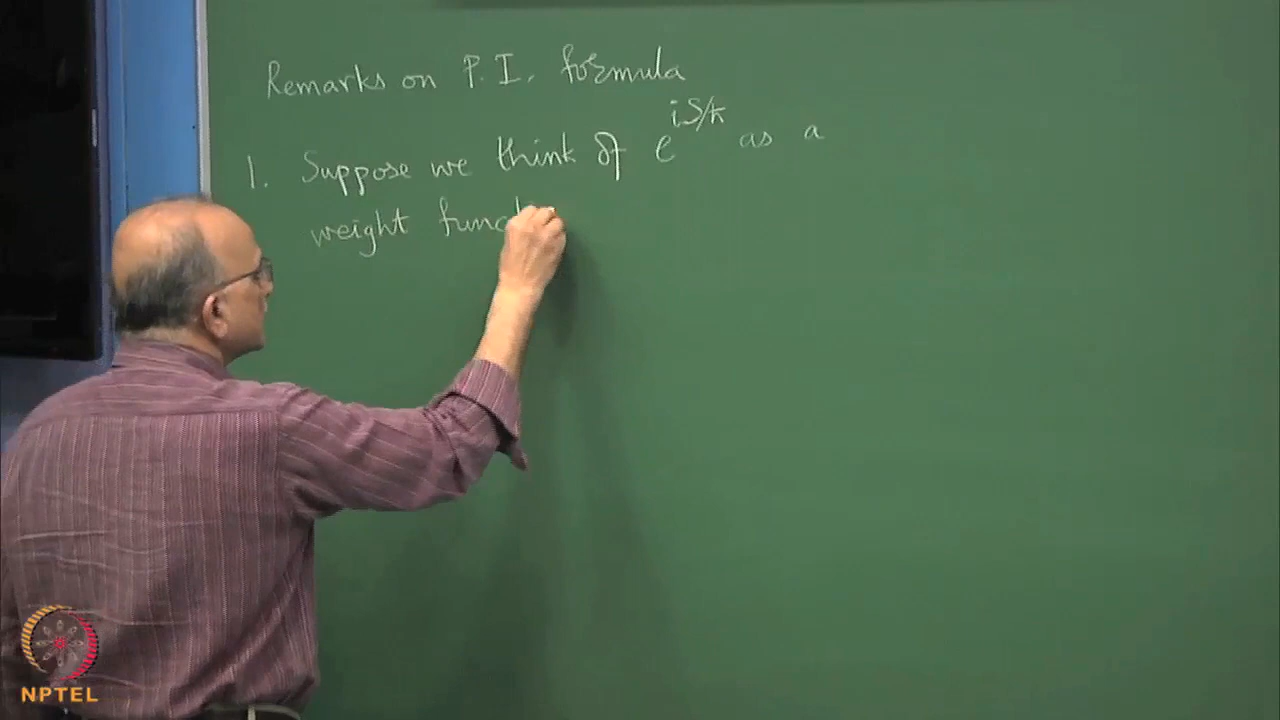 Remarks on P.I. formula
1. Suppose we think of e^{iS/ħ} as a
weight func
NPTEL